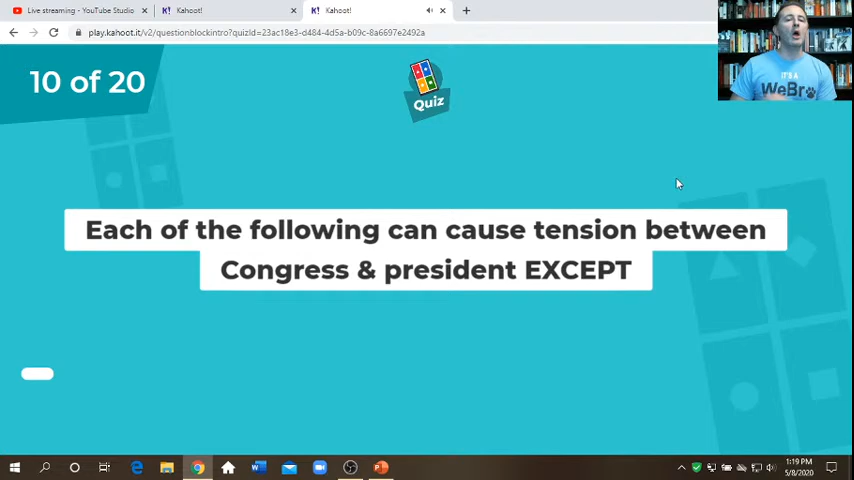 Live streaming - YouTube Studio
Kahoot!
Kahoot!
play.kahoot.it/v2/questionblockintro?quizId=23ac18e3-d484-4d5a-b09c-8a6697e2492a
10 of 20
Quiz
IT'S A
WeBr
Each of the following can cause tension between
Congress & president EXCEPT
1:19 PM
5/8/2020